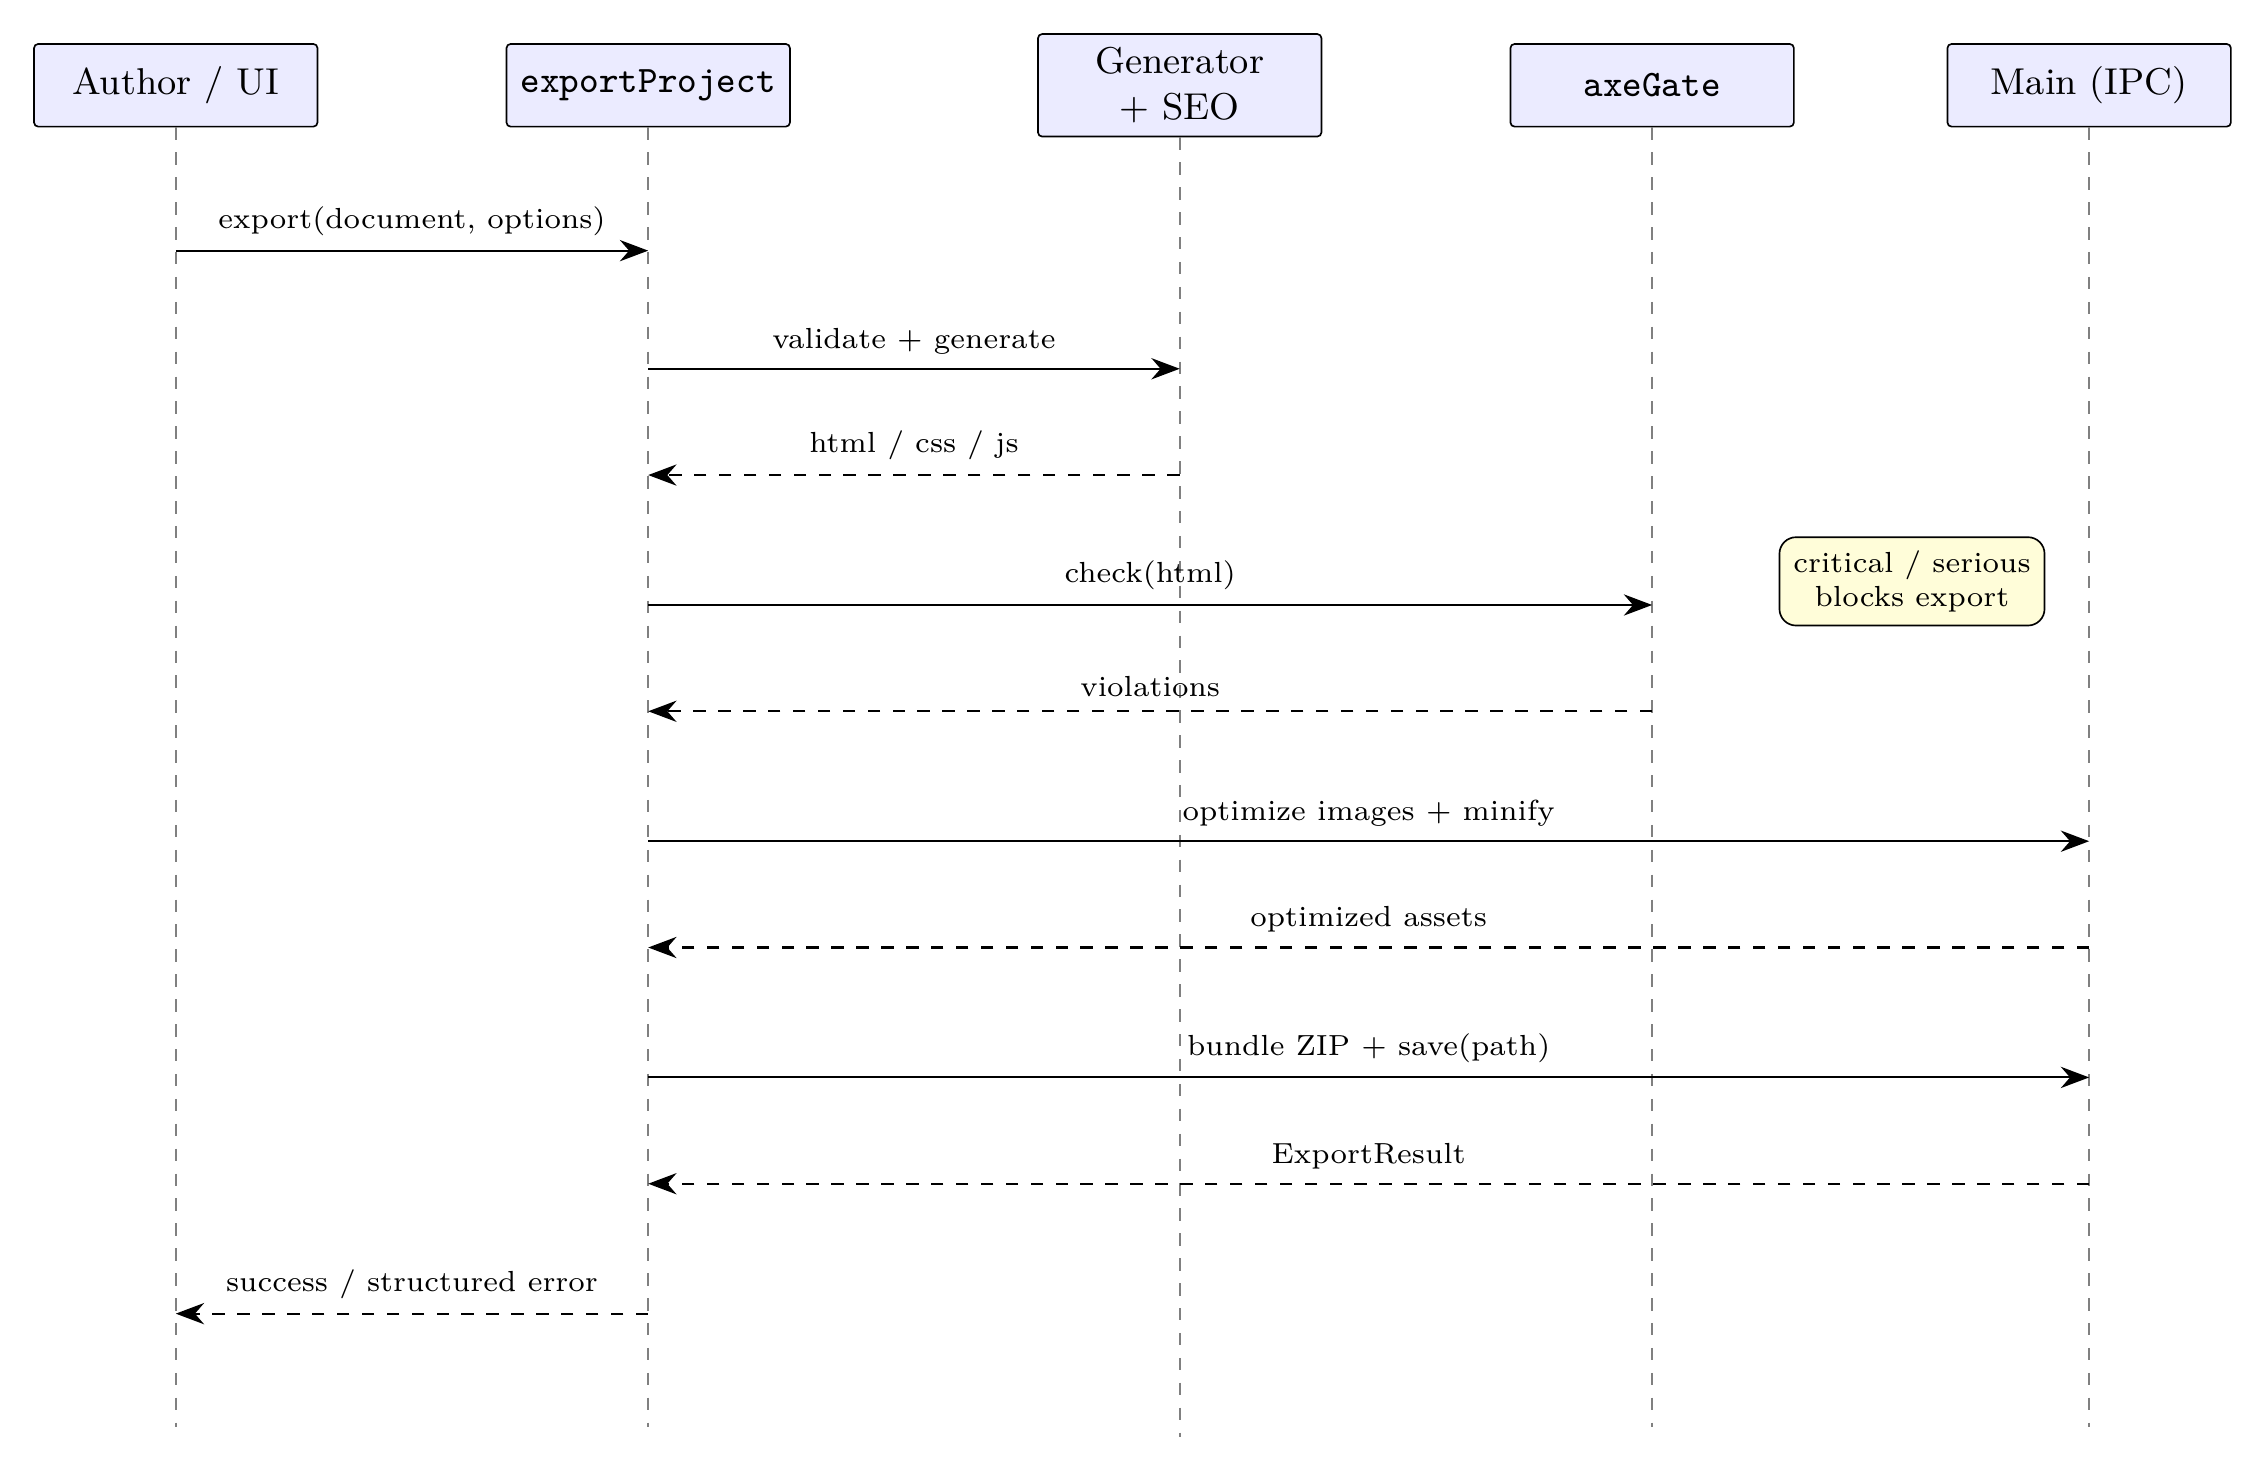 Author / UI
exportProject
Generator
+ SEO
axeGate
Main (IPC)
export(document, options)
validate + generate
html / css / js
check(html)
critical / serious
blocks export
violations
optimize images + minify
optimized assets
bundle ZIP + save(path)
ExportResult
success / structured error